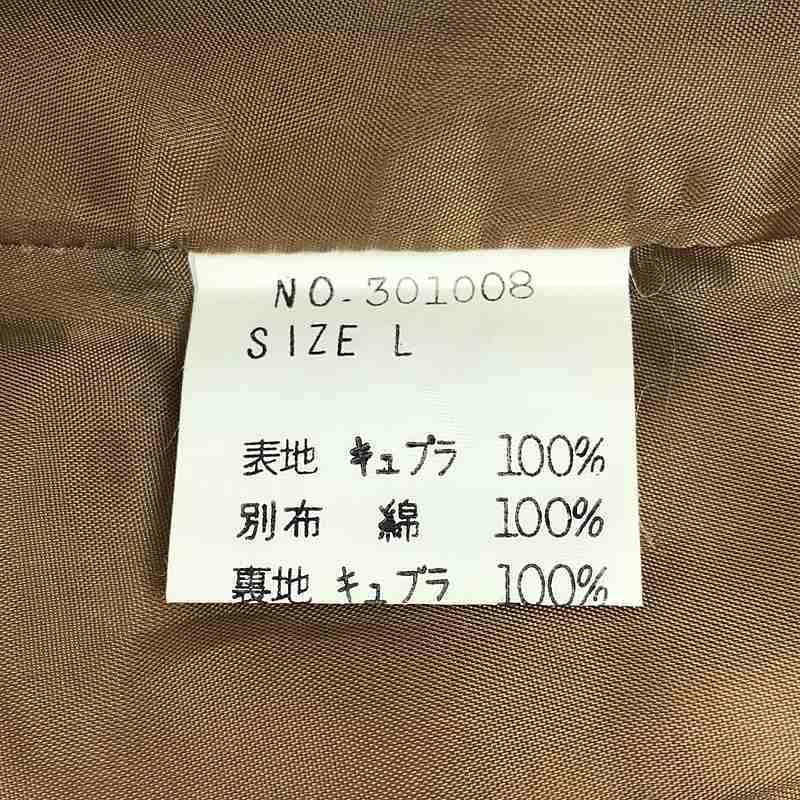 NO.301008
SIZE L
表地 キュプラ 100%
別布 綿 100%
裏地 キュプラ 100%